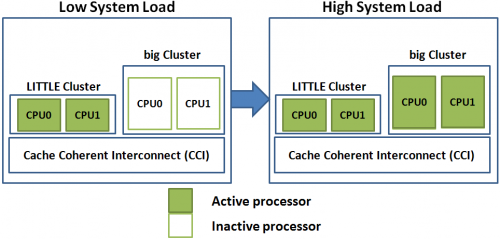 Low System Load
big Cluster
LITTLE Cluster
CPU0 CPU1
CPU0 CPU1
Cache Coherent Interconnect (CCI)
High System Load
big Cluster
LITTLE Cluster
CPU0 CPU1
CPU0 CPU1
Cache Coherent Interconnect (CCI)
Active processor
Inactive processor